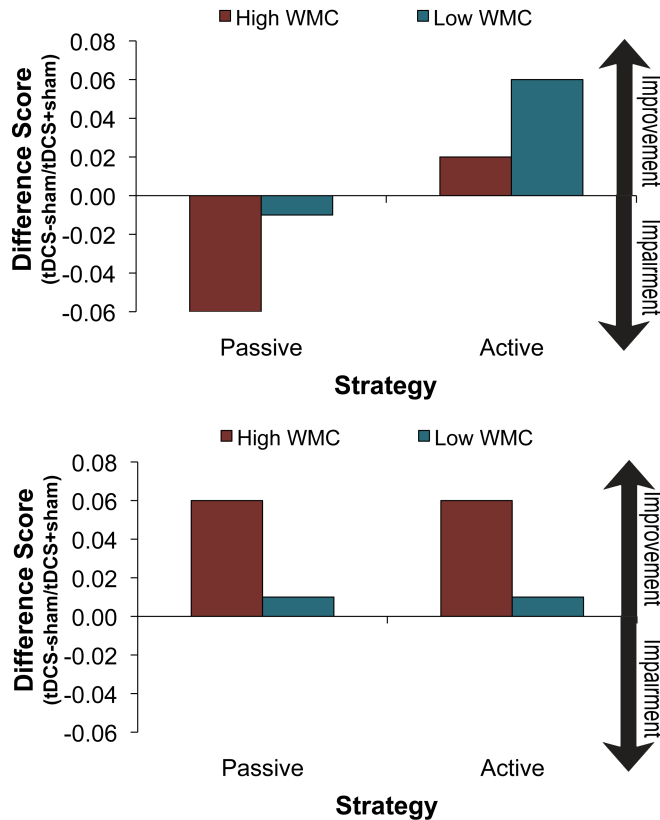 High WMC Low WMC
0.08
0.06
0.04
0.02
0.00
-0.02
-0.04
-0.06
Difference Score
(tDCS-sham/tDCS+sham)
Improvement
Impairment
Passive Active
Strategy
High WMC Low WMC
0.08
0.06
0.04
0.02
0.00
-0.02
-0.04
-0.06
Difference Score
(tDCS-sham/tDCS+sham)
Improvement
Impairment
Passive Active
Strategy